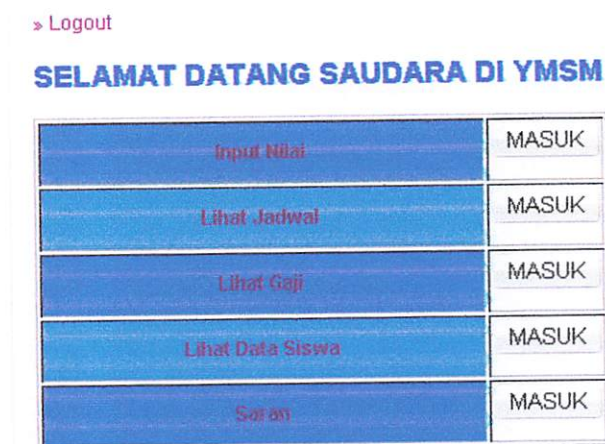 » Logout
SELAMAT DATANG SAUDARA DI YMSM
Input Nilai MASUK
Lihat Jadwal MASUK
Lihat Gaji MASUK
Lihat Data Siswa MASUK
Saran MASUK